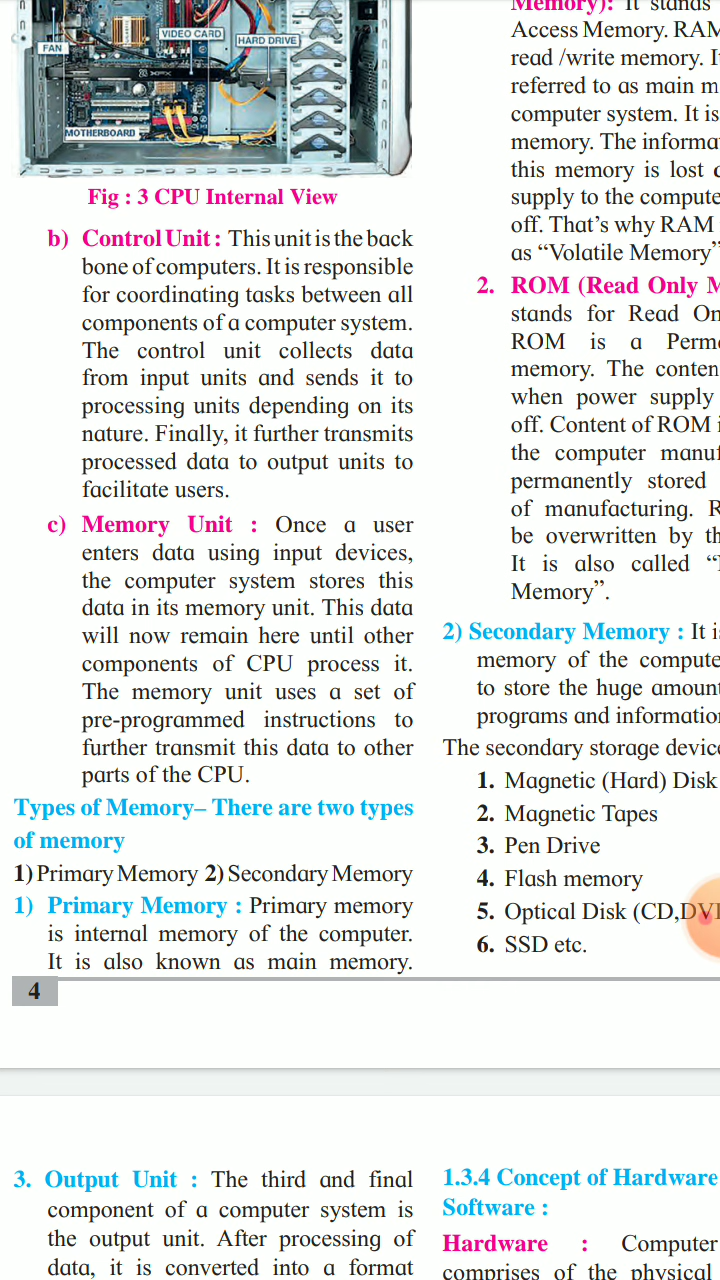 FAN
VIDEO CARD
HARD DRIVE
MOTHERBOARD
Fig : 3 CPU Internal View
b) Control Unit : This unit is the back
bone of computers. It is responsible
for coordinating tasks between all
components of a computer system.
The control unit collects data
from input units and sends it to
processing units depending on its
nature. Finally, it further transmits
processed data to output units to
facilitate users.
c) Memory Unit : Once a user
enters data using input devices,
the computer system stores this
data in its memory unit. This data
will now remain here until other
components of CPU process it.
The memory unit uses a set of
pre-programmed instructions to
further transmit this data to other
parts of the CPU.
Types of Memory– There are two types
of memory
1) Primary Memory 2) Secondary Memory
1) Primary Memory : Primary memory
is internal memory of the computer.
It is also known as main memory.
Memory): It stands
Access Memory. RAM
read /write memory.
referred to as main
computer system. It is
memory. The
this memory is lost
supply to the
off. That's why RAM
as “Volatile Memory”
2. ROM (Read Only
stands for Read
ROM is a
memory. The
when power supply
off. Content of ROM
the computer
permanently stored
of manufacturing.
be overwritten by
It is also called
Memory”.
2) Secondary Memory : It
memory of the
to store the huge
programs and
The secondary storage
1. Magnetic (Hard) Disk
2. Magnetic Tapes
3. Pen Drive
4. Flash memory
5. Optical Disk (CD,
6. SSD etc.
4
3. Output Unit : The third and final
component of a computer system is
the output unit. After processing of
data, it is converted into a format
1.3.4 Concept of Hardware
Software :
Hardware : Computer
comprises of the physical